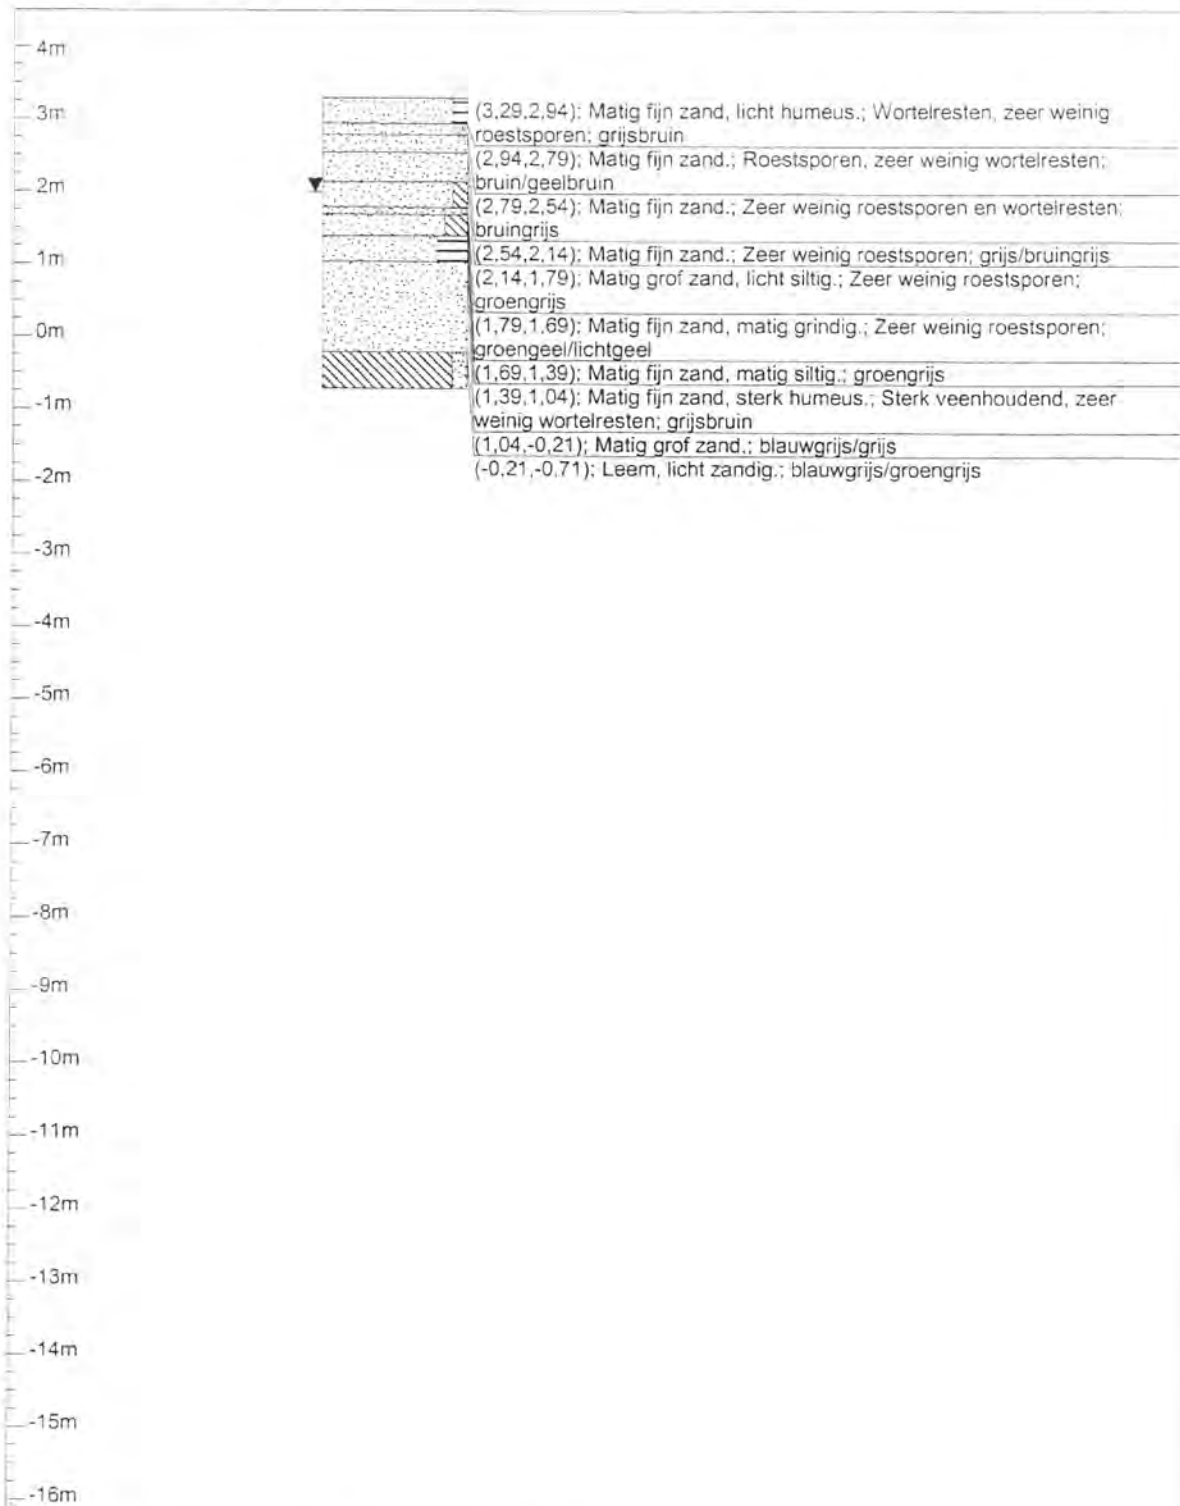 4m
3m
2m
1m
0m
-1m
-2m
-3m
-4m
-5m
-6m
-7m
-8m
-9m
-10m
-11m
-12m
-13m
-14m
-15m
-16m
(3,29,2,94); Matig fijn zand, licht humeus.; Wortelresten, zeer weinig
roestsporen; grijsbruin
(2,94,2,79); Matig fijn zand.; Roestsporen, zeer weinig wortelresten;
bruin/geelbruin
(2,79,2,54); Matig fijn zand.; Zeer weinig roestsporen en wortelresten;
bruingrijs
(2,54,2,14); Matig fijn zand.; Zeer weinig roestsporen; grijs/bruingrijs
(2,14,1,79); Matig grof zand, licht siltig.; Zeer weinig roestsporen;
groengrijs
(1,79,1,69); Matig fijn zand, matig grindig.; Zeer weinig roestsporen;
groengeel/lichtgeel
(1,69,1,39); Matig fijn zand, matig siltig.; groengrijs
(1,39,1,04); Matig fijn zand, sterk humeus.; Sterk veenhoudend, zeer
weinig wortelresten; grijsbruin
(1,04,-0,21); Matig grof zand.; blauwgrijs/grijs
(-0,21,-0,71); Leem, licht zandig.; blauwgrijs/groengrijs